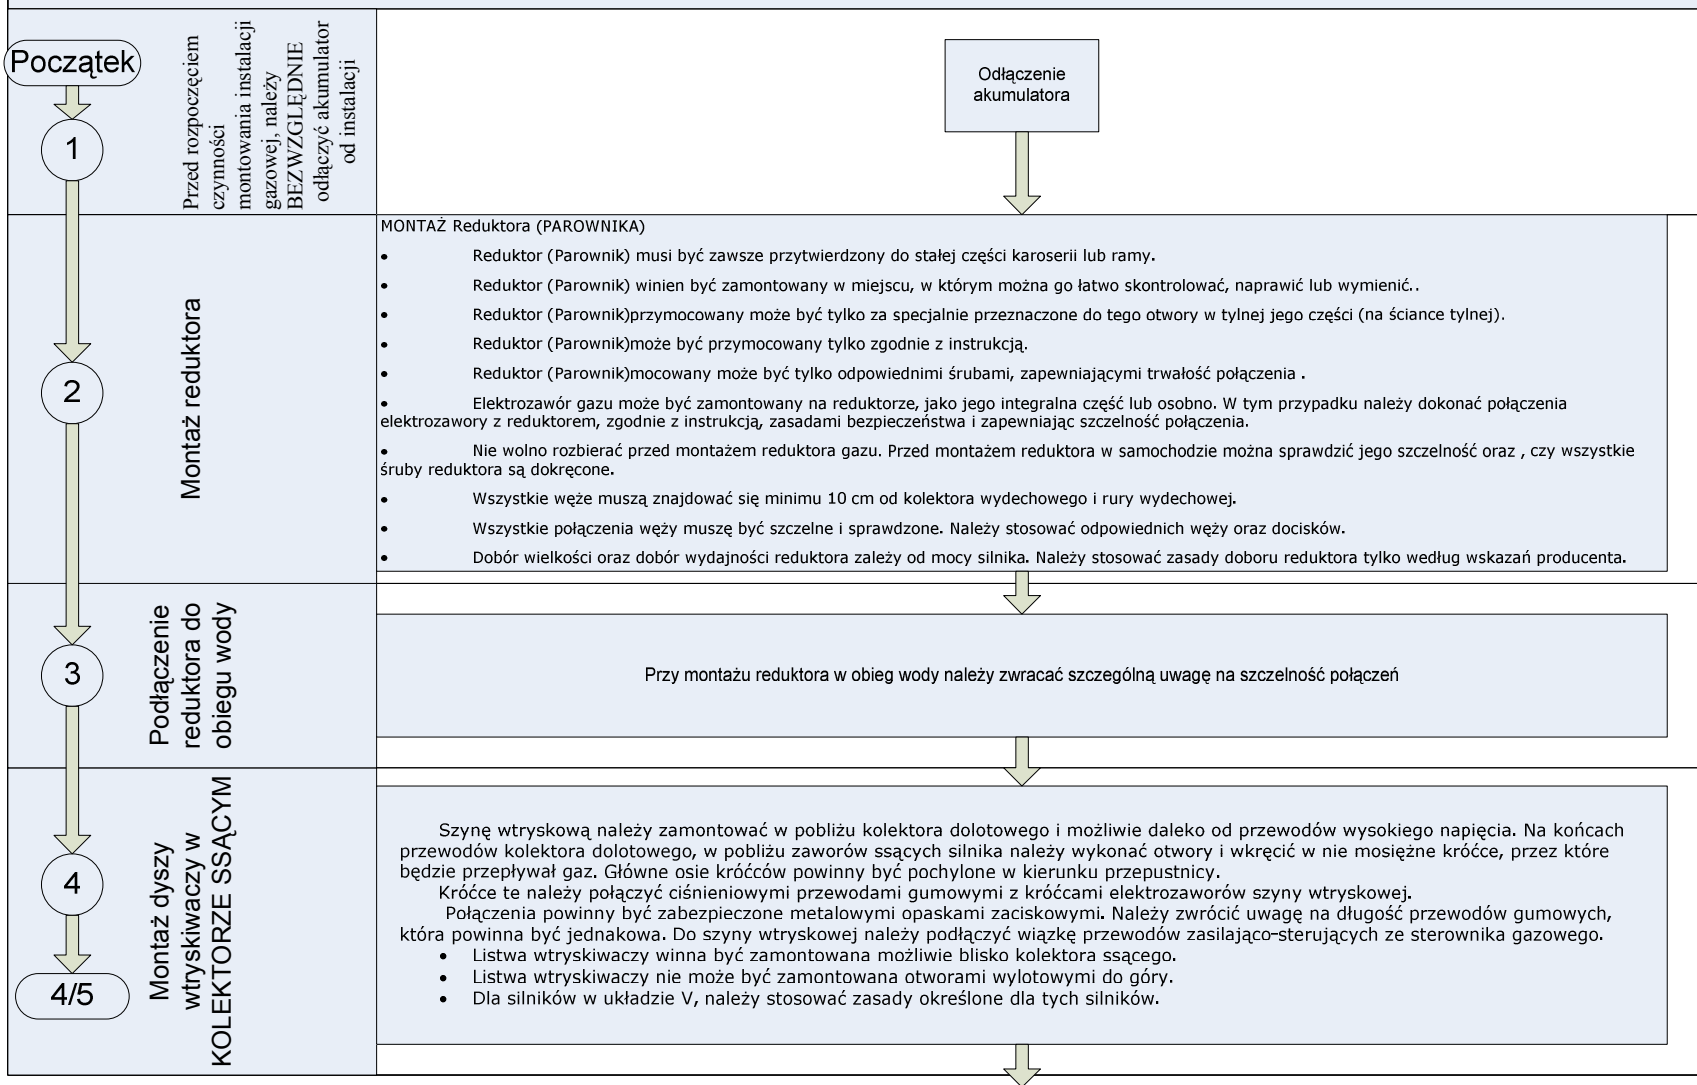 Początek
1
Przed rozpoczęciem
czynności
montowania instalacji
gazowej, należy
BEZWZGLĘDNIE
odłączyć akumulator
od instalacji
Odłączenie
akumulatora
2
Montaż reduktora
MONTAŻ Reduktora (PAROWNIKA)
• Reduktor (Parownik) musi być zawsze przytwierdzony do stałej części karoserii lub ramy.
• Reduktor (Parownik) winien być zamontowany w miejscu, w którym można go łatwo skontrolować, naprawić lub wymienić..
• Reduktor (Parownik)przymocowany może być tylko za specjalnie przeznaczone do tego otwory w tylnej jego części (na ściance tylnej).
• Reduktor (Parownik)może być przymocowany tylko zgodnie z instrukcją.
• Reduktor (Parownik)mocowany może być tylko odpowiednimi śrubami, zapewniającymi trwałość połączenia .
• Elektrozawór gazu może być zamontowany na reduktorze, jako jego integralna część lub osobno. W tym przypadku należy dokonać połączenia
elektrozawory z reduktorem, zgodnie z instrukcją, zasadami bezpieczeństwa i zapewniając szczelność połączenia.
• Nie wolno rozbierać przed montażem reduktora gazu. Przed montażem reduktora w samochodzie można sprawdzić jego szczelność oraz , czy wszystkie
śruby reduktora są dokręcone.
• Wszystkie węże muszą znajdować się minimu 10 cm od kolektora wydechowego i rury wydechowej.
• Wszystkie połączenia węży muszę być szczelne i sprawdzone. Należy stosować odpowiednich węży oraz docisków.
• Dobór wielkości oraz dobór wydajności reduktora zależy od mocy silnika. Należy stosować zasady doboru reduktora tylko według wskazań producenta.
3
Podłączenie
reduktora do
obiegu wody
Przy montażu reduktora w obieg wody należy zwracać szczególną uwagę na szczelność połączeń
4
4/5
Montaż dyszy
wtryskiwaczy w
KOLEKTORZE SSĄCYM
Szynę wtryskową należy zamontować w pobliżu kolektora dolotowego i możliwie daleko od przewodów wysokiego napięcia. Na końcach
przewodów kolektora dolotowego, w pobliżu zaworów ssących silnika należy wykonać otwory i wkręcić w nie mosiężne króćce, przez które
będzie przepływał gaz. Główne osie króćców powinny być pochylone w kierunku przepustnicy.
Króćce te należy połączyć ciśnieniowymi przewodami gumowymi z króćcami elektrozaworów szyny wtryskowej.
Połączenia powinny być zabezpieczone metalowymi opaskami zaciskowymi. Należy zwrócić uwagę na długość przewodów gumowych,
która powinna być jednakowa. Do szyny wtryskowej należy podłączyć wiązkę przewodów zasilająco-sterujących ze sterownika gazowego.
• Listwa wtryskiwaczy winna być zamontowana możliwie blisko kolektora ssącego.
• Listwa wtryskiwaczy nie może być zamontowana otworami wylotowymi do góry.
• Dla silników w układzie V, należy stosować zasady określone dla tych silników.